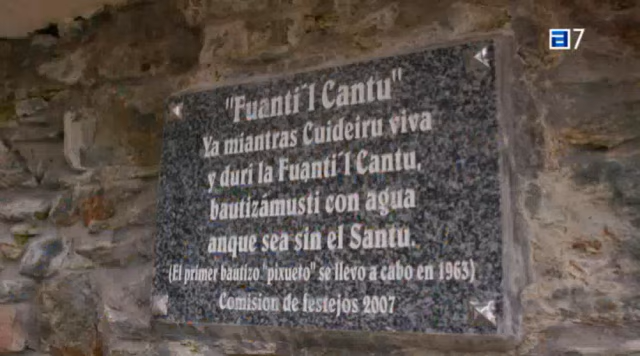 a7
"Fuanti´l Cantu"
Ya miantras Cuideiru viva
y duri la Fuanti´l Cantu,
bautizámusti con agua
anque sea sin el Santu.
(El primer bautizo "pixueto" se llevo a cabo en 1963)
Comision de festejos 2007